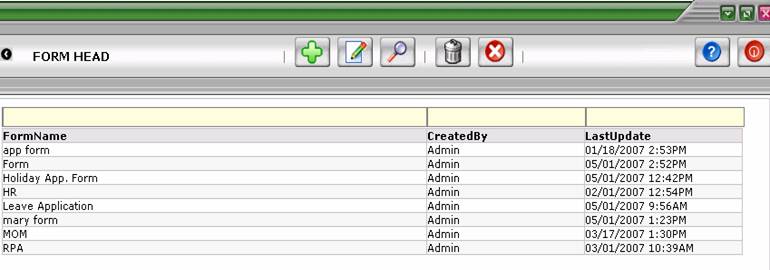 FORM HEAD
FormName CreatedBy LastUpdate
app form Admin 01/18/2007 2:53PM
Form Admin 05/01/2007 2:52PM
Holiday App. Form Admin 05/01/2007 12:42PM
HR Admin 02/01/2007 12:54PM
Leave Application Admin 05/01/2007 9:56AM
mary form Admin 05/01/2007 1:23PM
MOM Admin 03/17/2007 1:30PM
RPA Admin 03/01/2007 10:39AM